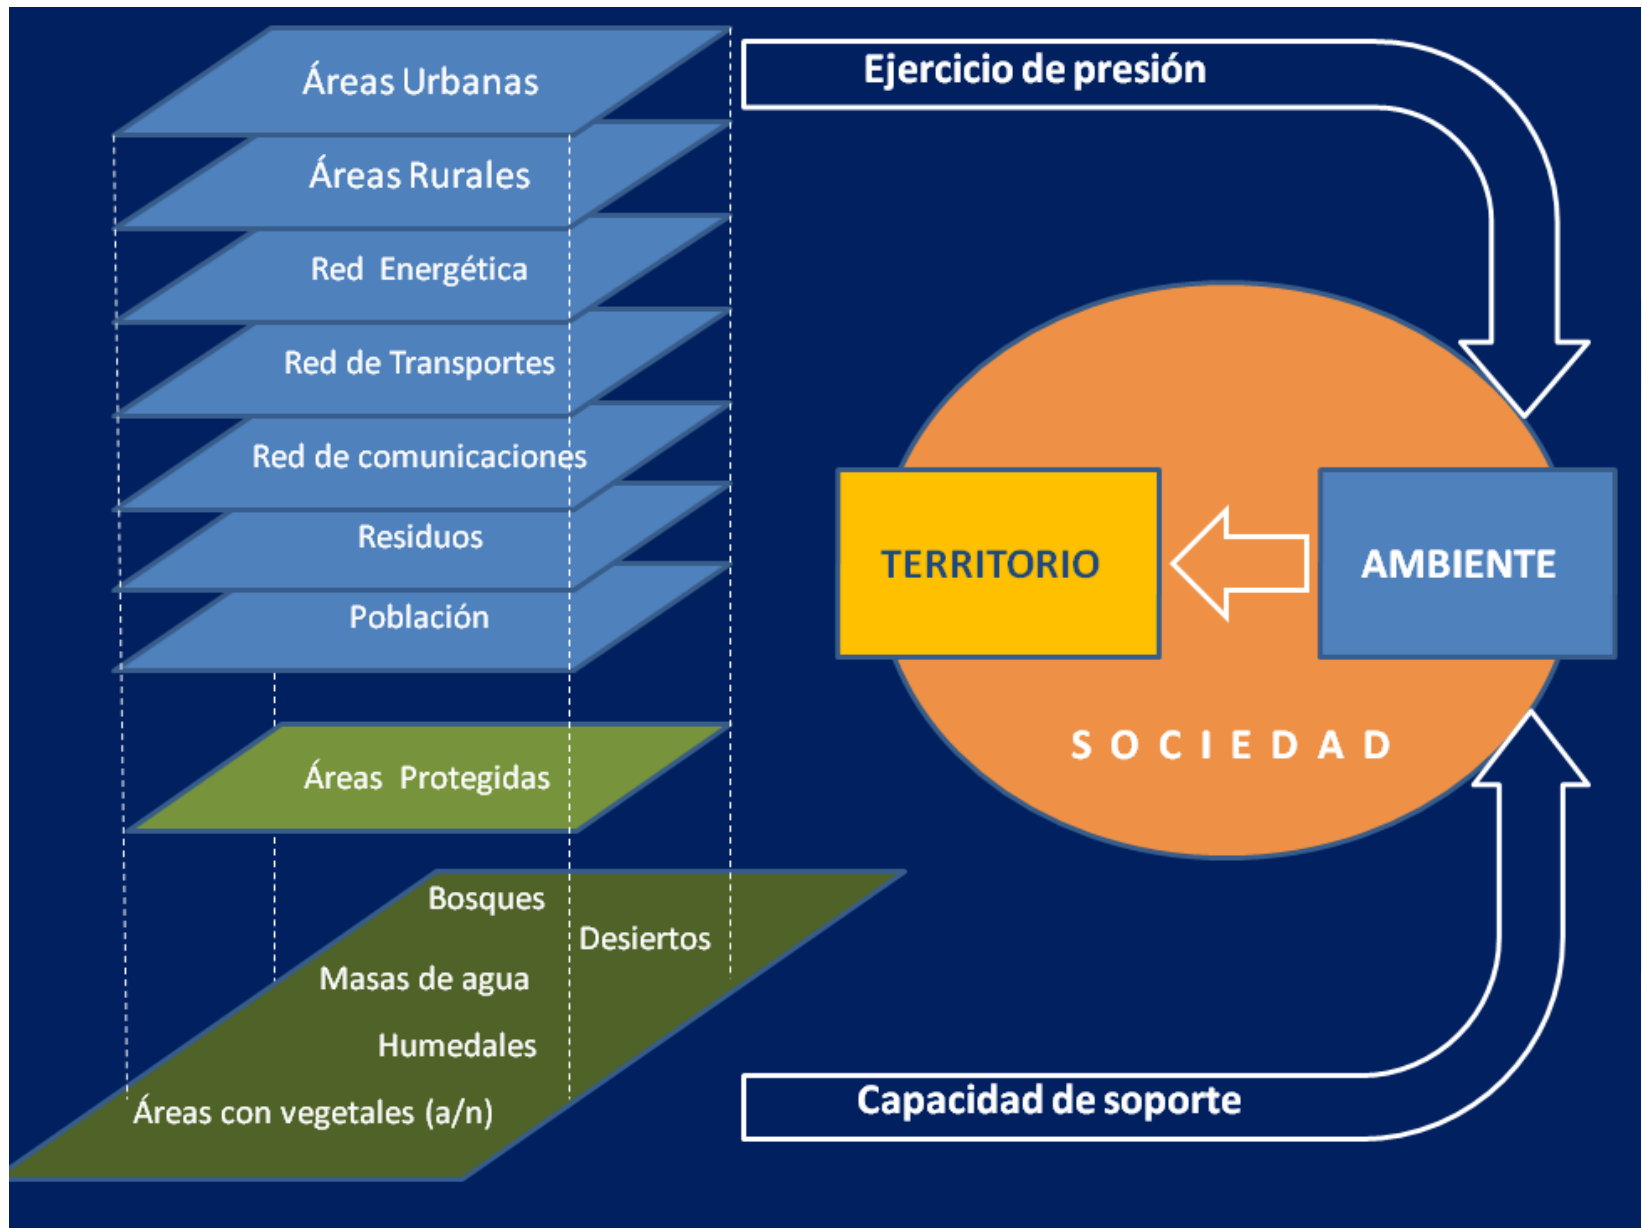 Áreas Urbanas
Áreas Rurales
Red Energética
Red de Transportes
Red de comunicaciones
Residuos
Población
Áreas Protegidas
Bosques
Desiertos
Masas de agua
Humedales
Áreas con vegetales (a/n)
Ejercicio de presión
TERRITORIO
AMBIENTE
SOCIEDAD
Capacidad de soporte